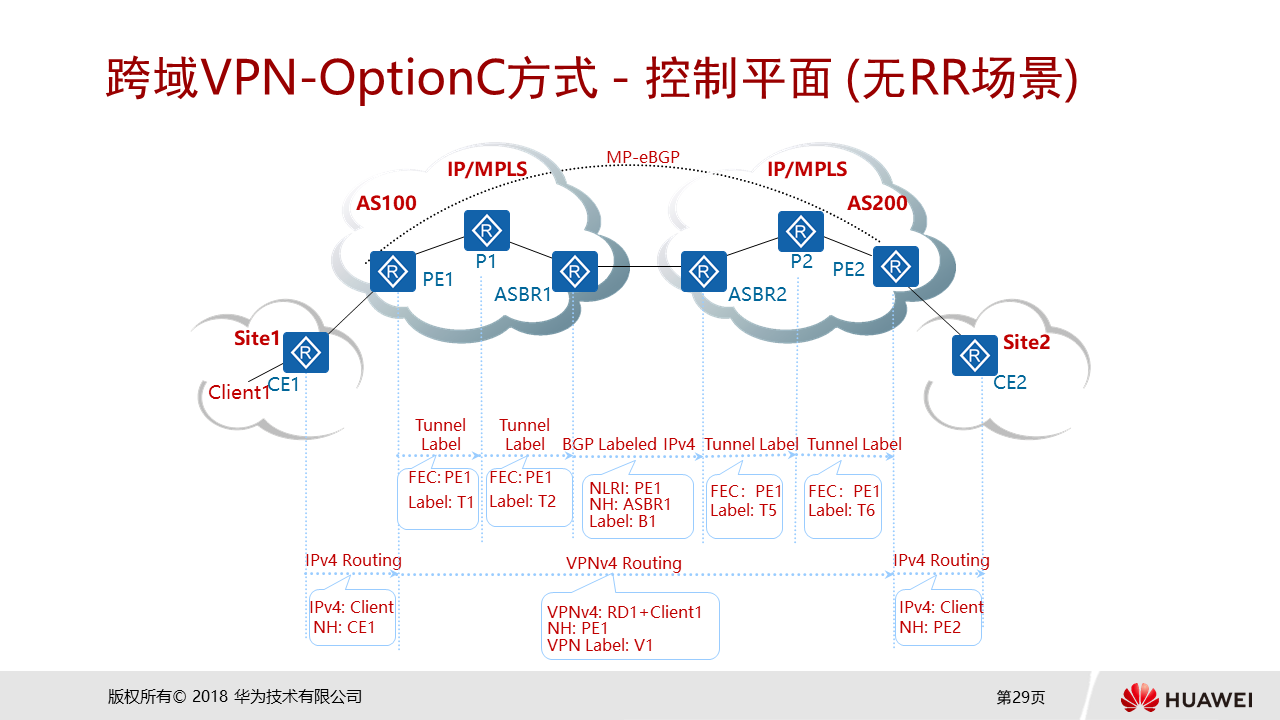 跨域VPN-OptionC方式 - 控制平面 (无RR场景)
MP-eBGP
IP/MPLS
IP/MPLS
AS100
AS200
R
R
P1
P2
R
R
R
R
PE1
PE2
ASBR1
ASBR2
Site1
Site2
R
R
CE1
CE2
Client1
Tunnel
Label
Tunnel
Label
BGP Labeled IPv4
Tunnel Label
Tunnel Label
FEC: PE1
Label: T1
FEC: PE1
Label: T2
NLRI: PE1
NH: ASBR1
Label: B1
FEC：PE1
Label: T5
FEC：PE1
Label: T6
IPv4 Routing
VPNv4 Routing
IPv4 Routing
IPv4: Client
NH: CE1
VPNv4: RD1+Client1
NH: PE1
VPN Label: V1
IPv4: Client
NH: PE2
版权所有© 2018 华为技术有限公司
第29页
HUAWEI